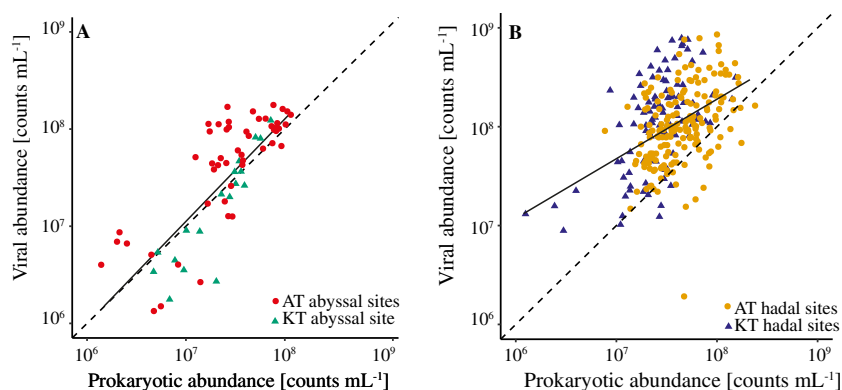 A
Viral abundance [counts mL⁻¹]
10⁹
10⁸
10⁷
10⁶
AT abyssal sites
KT abyssal site
10⁶ 10⁷ 10⁸ 10⁹
Prokaryotic abundance [counts mL⁻¹]
B
Viral abundance [counts mL⁻¹]
10⁹
10⁸
10⁷
10⁶
AT hadal sites
KT hadal sites
10⁶ 10⁷ 10⁸ 10⁹
Prokaryotic abundance [counts mL⁻¹]